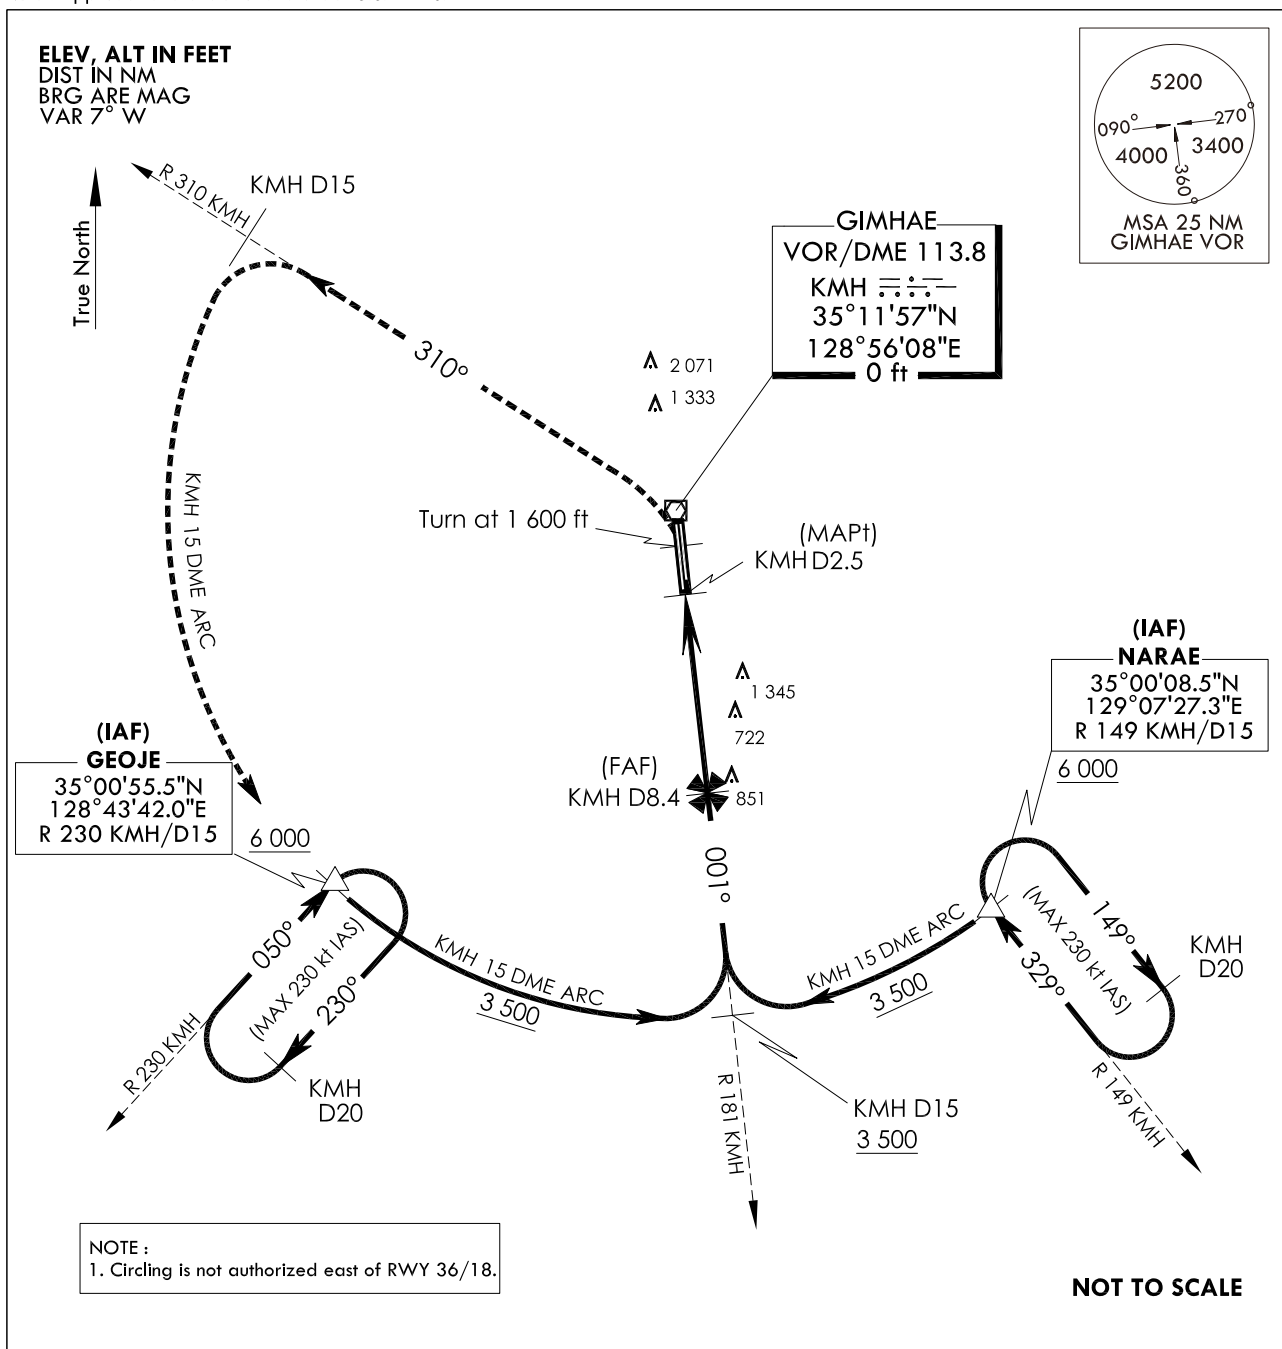 ELEV, ALT IN FEET
DIST IN NM
BRG ARE MAG
VAR 7° W
True North
R 310 KMH
KMH D15
5200
090°
270°
4000
3400
360°
MSA 25 NM
GIMHAE VOR
GIMHAE
VOR/DME 113.8
KMH
35°11'57"N
128°56'08"E
0 ft
310°
2 071
1 333
KMH 15 DME ARC
Turn at 1 600 ft
(MAPt)
KMH D2.5
(IAF)
NARAE
35°00'08.5"N
129°07'27.3"E
R 149 KMH/D15
6 000
1 345
722
851
(FAF)
KMH D8.4
(IAF)
GEOJE
35°00'55.5"N
128°43'42.0"E
R 230 KMH/D15
6 000
001°
050°
(MAX 230 kt IAS)
230°
R 230 KMH
KMH
D20
KMH 15 DME ARC
3 500
KMH 15 DME ARC
3 500
149°
(MAX 230 kt IAS)
329°
KMH
D20
R 149 KMH
R 181 KMH
KMH D15
3 500
NOTE :
1. Circling is not authorized east of RWY 36/18.
NOT TO SCALE